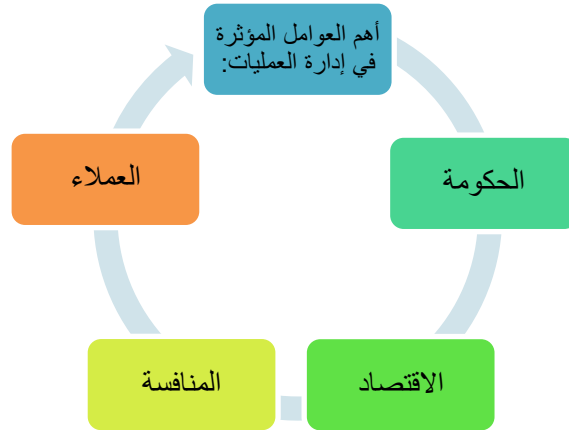 أهم العوامل المؤثرة
في إدارة العمليات:
الحكومة
الاقتصاد
المنافسة
العملاء